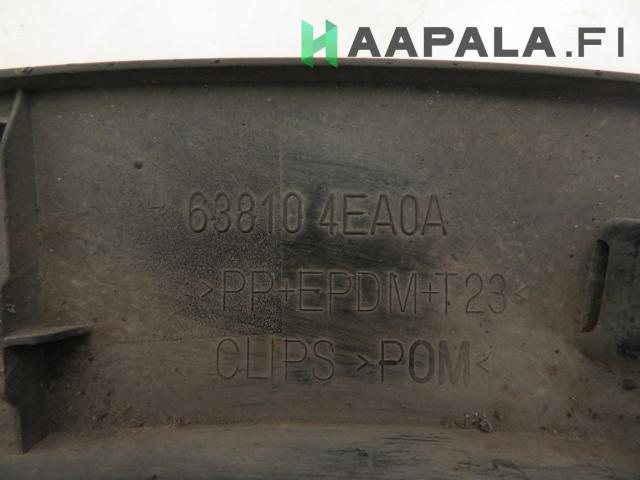 HAAPALA.FI
63810 4EA0A
>PP+EPDM+T23<
CLIPS >POM<